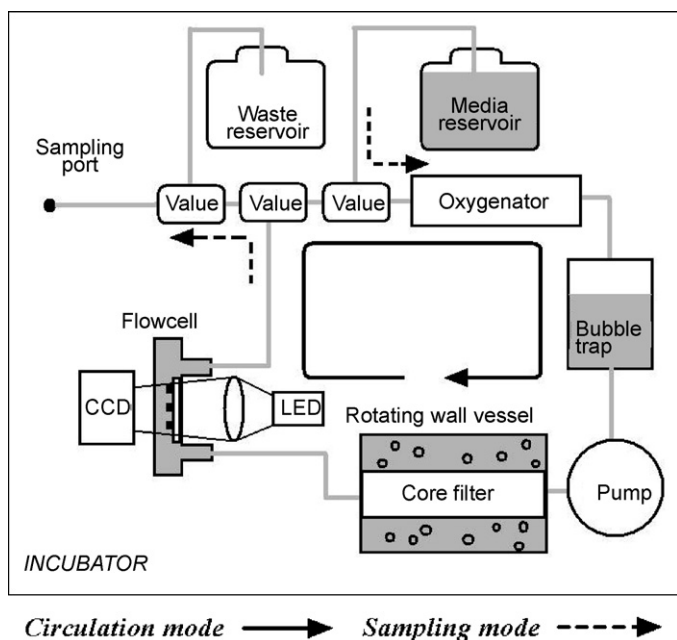 Waste
reservoir
Media
reservoir
Sampling
port
Value
Value
Value
Oxygenator
Flowcell
Bubble
trap
CCD
LED
Rotating wall vessel
Core filter
Pump
INCUBATOR
Circulation mode
Sampling mode